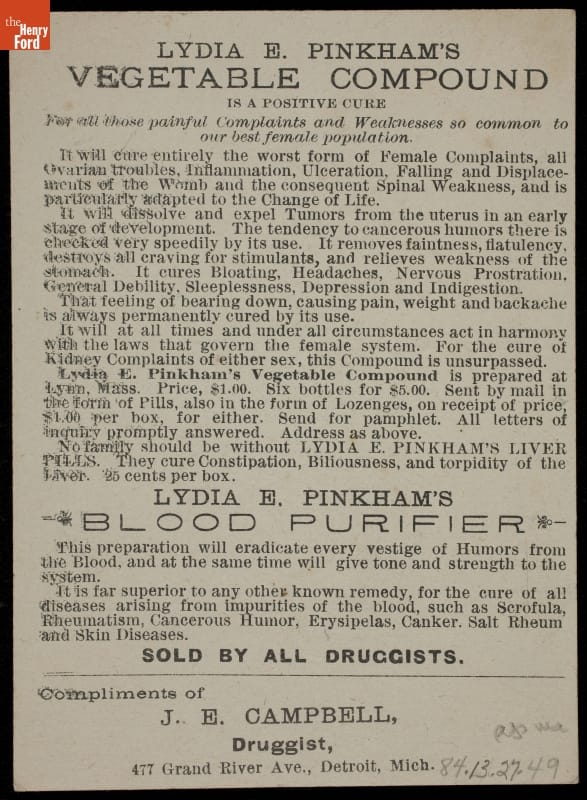 the
Henry
Ford
LYDIA E. PINKHAM'S
VEGETABLE COMPOUND
IS A POSITIVE CURE
For all those painful Complaints and Weaknesses so common to
our best female population.
It will cure entirely the worst form of Female Complaints, all
Ovarian troubles, Inflammation, Ulceration, Falling and Displace-
ments of the Womb and the consequent Spinal Weakness, and is
particularly adapted to the Change of Life.
It will dissolve and expel Tumors from the uterus in an early
stage of development. The tendency to cancerous humors there is
checked very speedily by its use. It removes faintness, flatulency,
destroys all craving for stimulants, and relieves weakness of the
stomach. It cures Bloating, Headaches, Nervous Prostration,
General Debility, Sleeplessness, Depression and Indigestion.
That feeling of bearing down, causing pain, weight and backache
is always permanently cured by its use.
It will at all times and under all circumstances act in harmony
with the laws that govern the female system. For the cure of
Kidney Complaints of either sex, this Compound is unsurpassed.
Lydia E. Pinkham's Vegetable Compound is prepared at
Lynn, Mass. Price, $1.00. Six bottles for $5.00. Sent by mail in
the form of Pills, also in the form of Lozenges, on receipt of price,
$1.00 per box, for either. Send for pamphlet. All letters of
inquiry promptly answered. Address as above.
No family should be without LYDIA E. PINKHAM'S LIVER
PILLS. They cure Constipation, Biliousness, and torpidity of the
Liver. 25 cents per box.
LYDIA E. PINKHAM'S
BLOOD PURIFIER
This preparation will eradicate every vestige of Humors from
the Blood, and at the same time will give tone and strength to the
system.
It is far superior to any other known remedy, for the cure of all
diseases arising from impurities of the blood, such as Scrofula,
Rheumatism, Cancerous Humor, Erysipelas, Canker. Salt Rheum
and Skin Diseases.
SOLD BY ALL DRUGGISTS.
Compliments of
J. E. CAMPBELL,
Druggist,
477 Grand River Ave., Detroit, Mich. 84.13.27.49